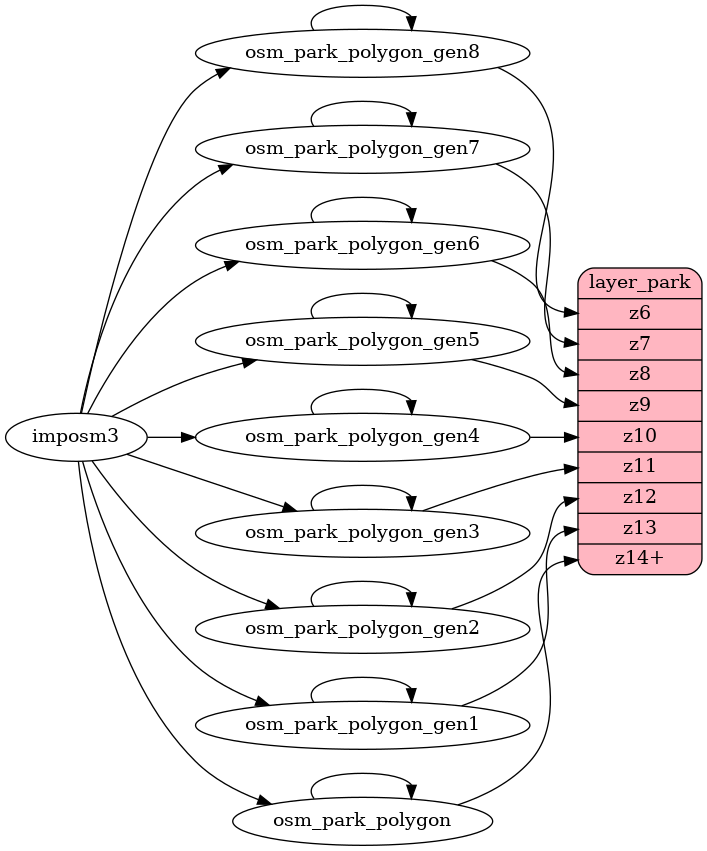 osm_park_polygon_gen8
osm_park_polygon_gen7
osm_park_polygon_gen6
osm_park_polygon_gen5
imposm3
osm_park_polygon_gen4
osm_park_polygon_gen3
osm_park_polygon_gen2
osm_park_polygon_gen1
osm_park_polygon
layer_park
z6
z7
z8
z9
z10
z11
z12
z13
z14+